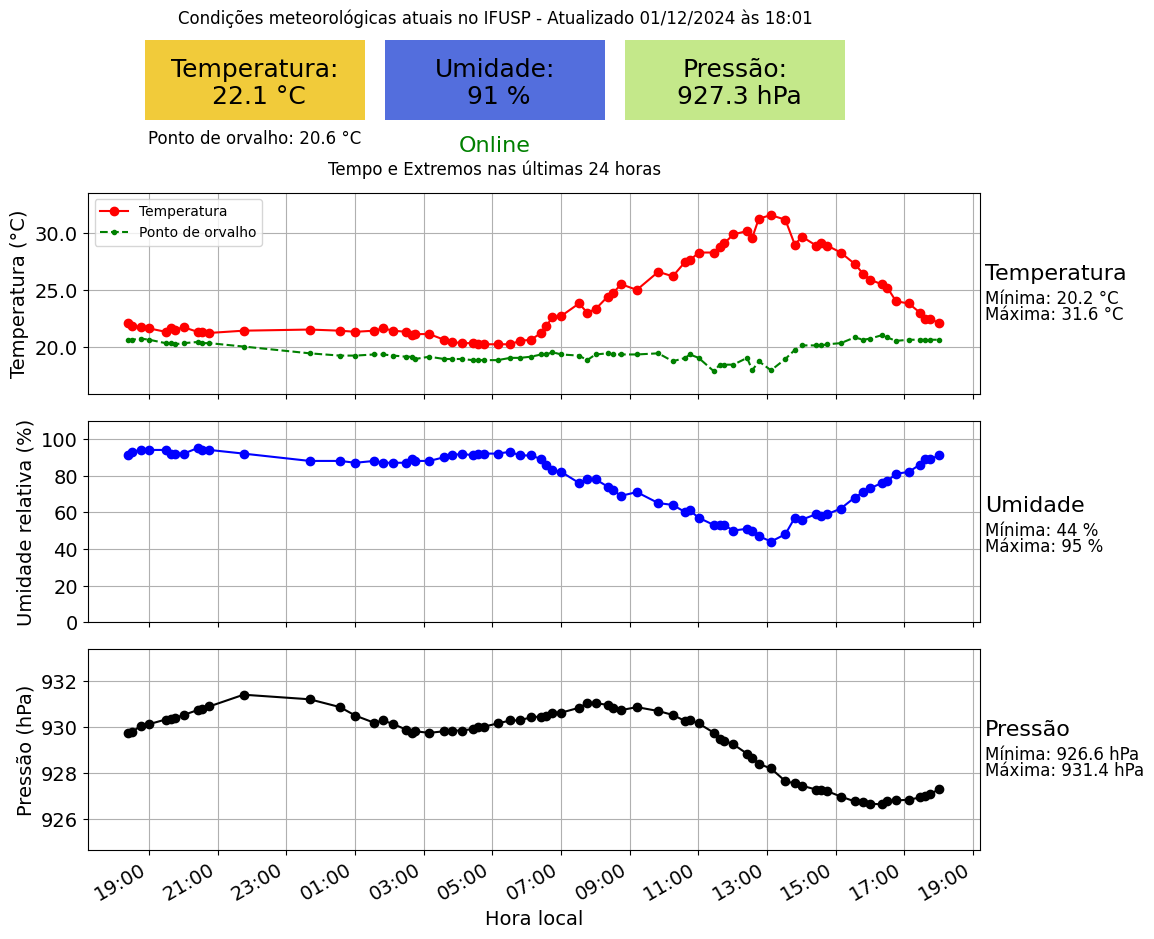 Condições meteorológicas atuais no IFUSP - Atualizado 01/12/2024 às 18:01
Temperatura:
22.1 °C
Umidade:
91 %
Pressão:
927.3 hPa
Ponto de orvalho: 20.6 °C
Online
Tempo e Extremos nas últimas 24 horas
Temperatura (°C)
30.0
25.0
20.0
Temperatura
Ponto de orvalho
Temperatura
Mínima: 20.2 °C
Máxima: 31.6 °C
Umidade relativa (%)
100
80
60
40
20
0
Umidade
Mínima: 44 %
Máxima: 95 %
Pressão (hPa)
932
930
928
926
Pressão
Mínima: 926.6 hPa
Máxima: 931.4 hPa
19:00 21:00 23:00 01:00 03:00 05:00 07:00 09:00 11:00 13:00 15:00 17:00 19:00
Hora local